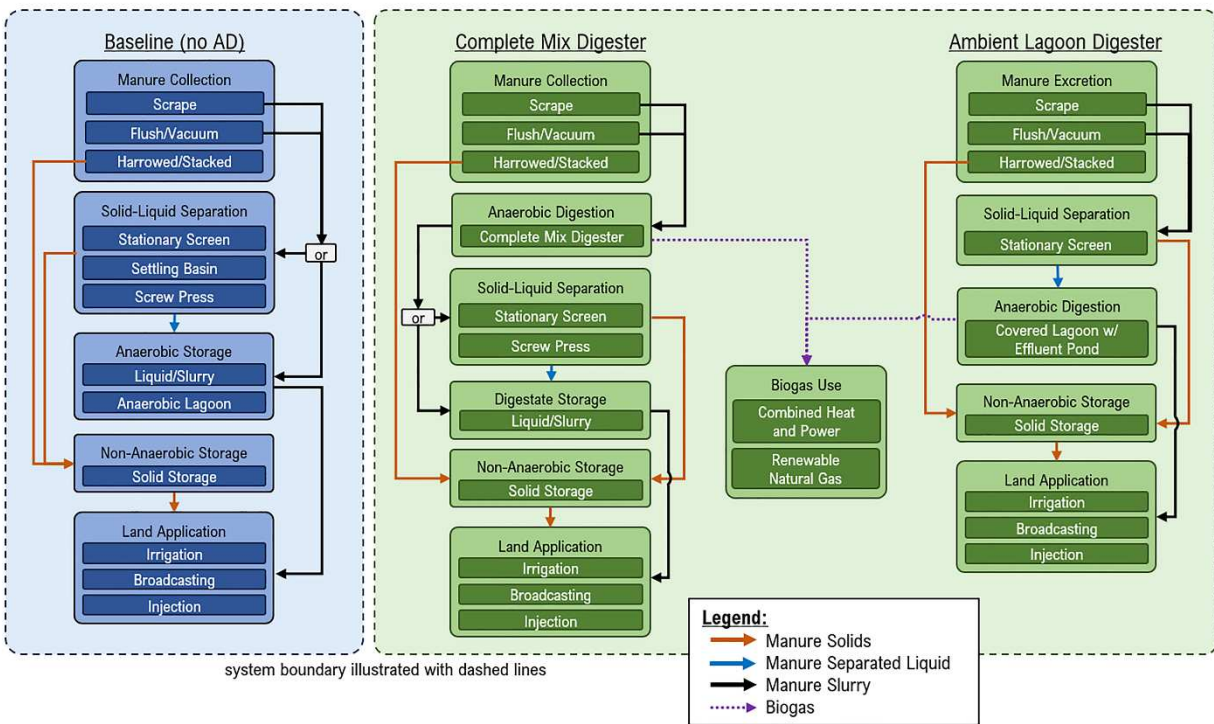 Baseline (no AD)
Manure Collection
Scrape
Flush/Vacuum
Harrowed/Stacked
Solid-Liquid Separation
Stationary Screen
Settling Basin
Screw Press
or
Anaerobic Storage
Liquid/Slurry
Anaerobic Lagoon
Non-Anaerobic Storage
Solid Storage
Land Application
Irrigation
Broadcasting
Injection
Complete Mix Digester
Manure Collection
Scrape
Flush/Vacuum
Harrowed/Stacked
Anaerobic Digestion
Complete Mix Digester
or
Solid-Liquid Separation
Stationary Screen
Screw Press
Digestate Storage
Liquid/Slurry
Non-Anaerobic Storage
Solid Storage
Land Application
Irrigation
Broadcasting
Injection
Biogas Use
Combined Heat
and Power
Renewable
Natural Gas
Ambient Lagoon Digester
Manure Excretion
Scrape
Flush/Vacuum
Harrowed/Stacked
Solid-Liquid Separation
Stationary Screen
Anaerobic Digestion
Covered Lagoon w/
Effluent Pond
Non-Anaerobic Storage
Solid Storage
Land Application
Irrigation
Broadcasting
Injection
system boundary illustrated with dashed lines
Legend:
Manure Solids
Manure Separated Liquid
Manure Slurry
Biogas